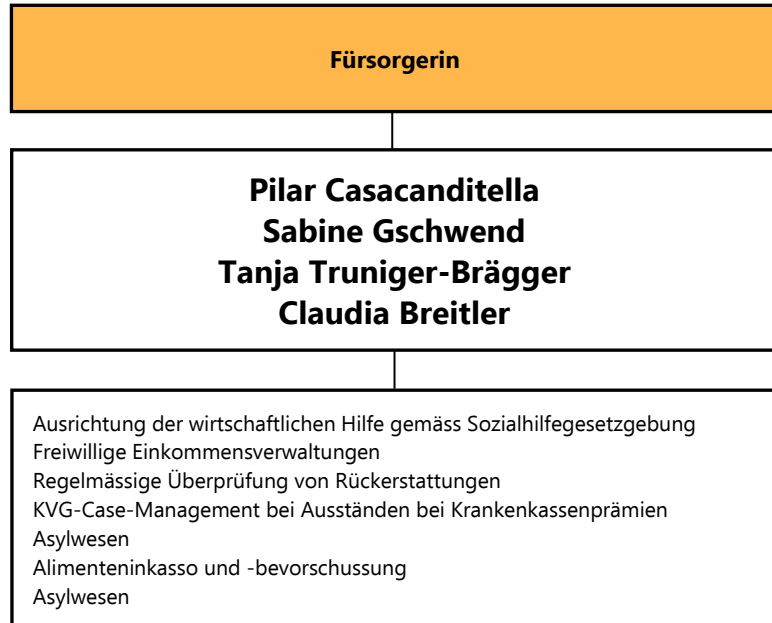 Fürsorgerin
Pilar Casacanditella
Sabine Gschwend
Tanja Truniger-Brägger
Claudia Breitler
Ausrichtung der wirtschaftlichen Hilfe gemäss Sozialhilfegesetzgebung
Freiwillige Einkommensverwaltungen
Regelmässige Überprüfung von Rückerstattungen
KVG-Case-Management bei Ausständen bei Krankenkassenprämien
Asylwesen
Alimenteninkasso und -bevorschussung
Asylwesen